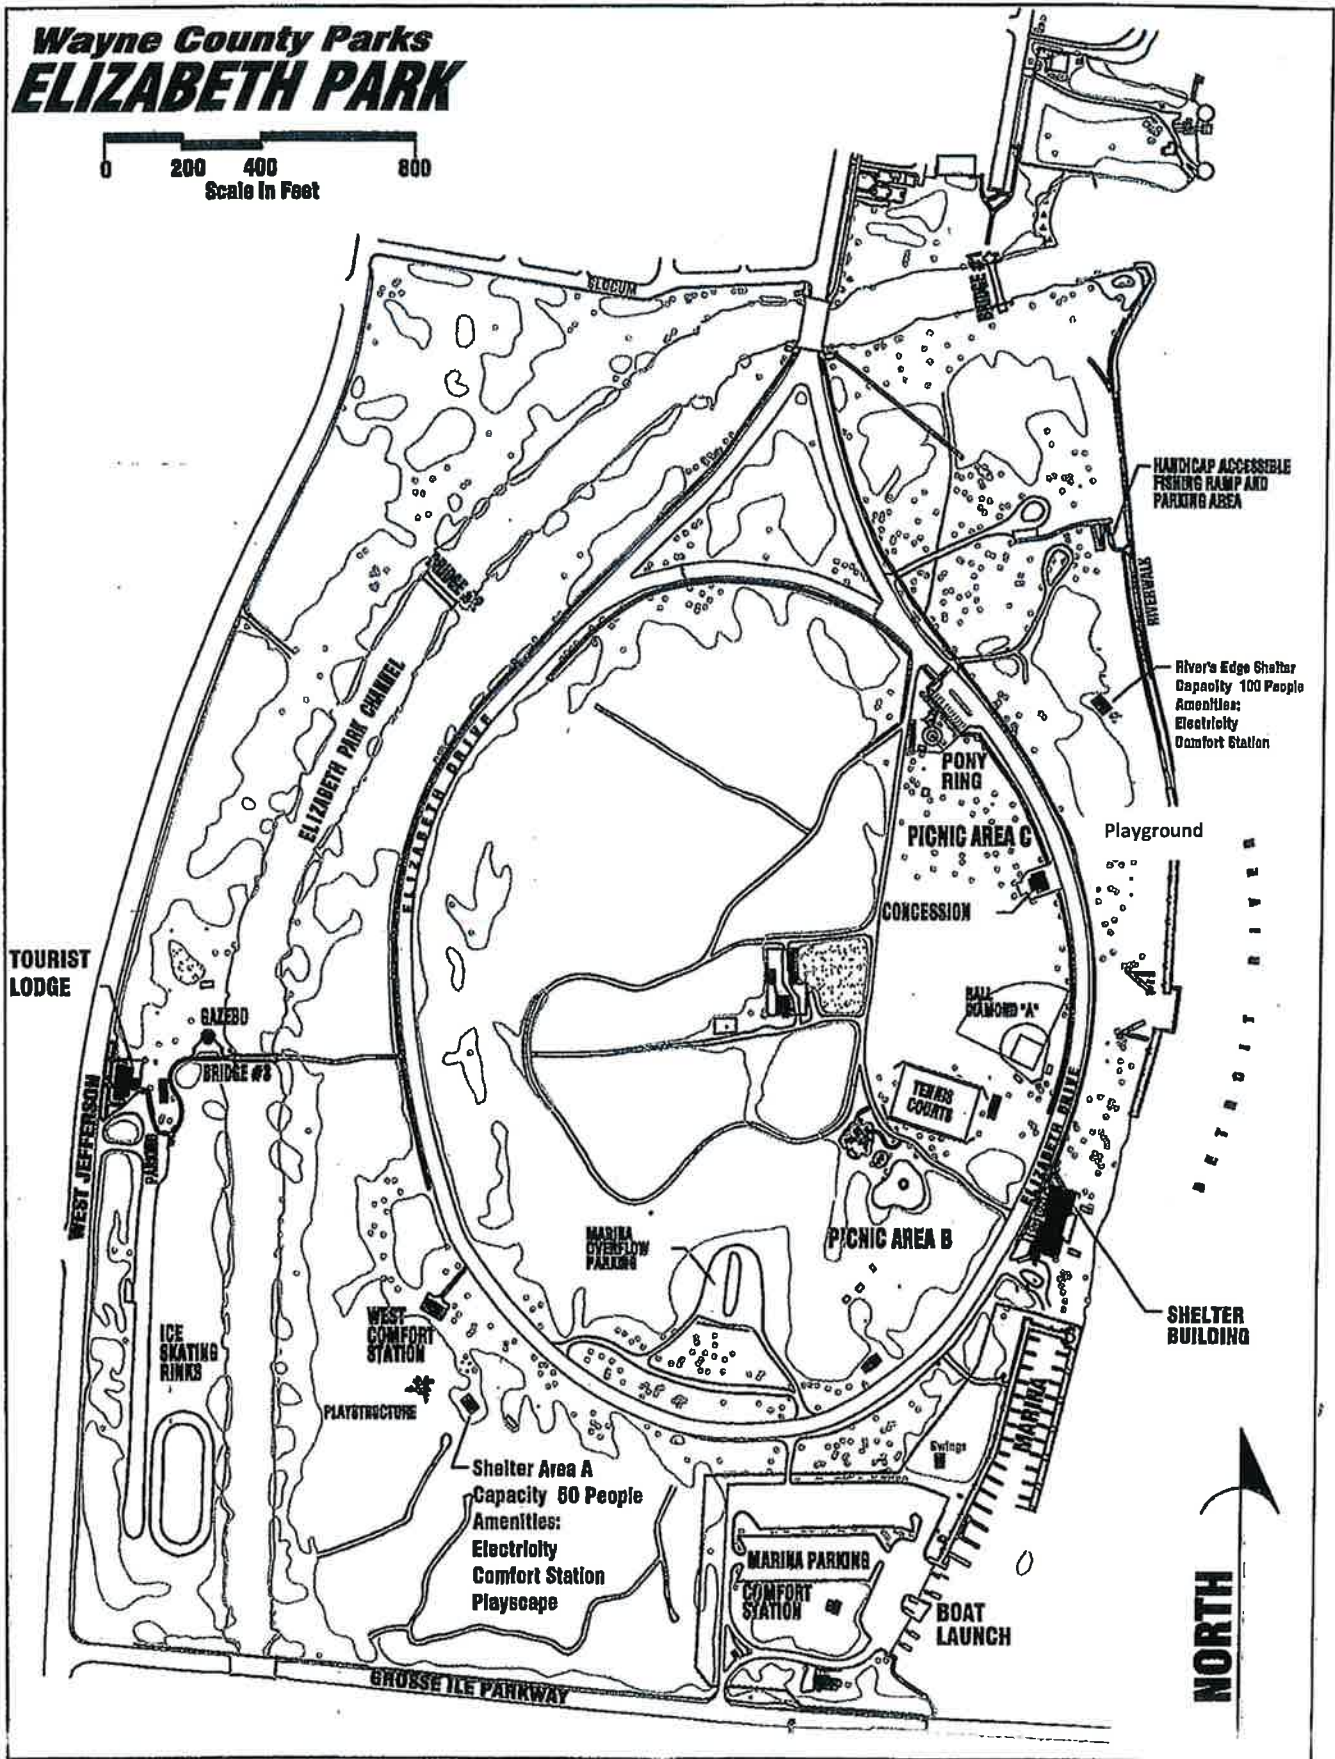 Wayne County Parks
ELIZABETH PARK
0 200 400 800
Scale In Feet
SLOCUM
BRIDGE
HANDICAP ACCESSIBLE
FISHING RAMP AND
PARKING AREA
BRIDGE
RIVERWALK
River's Edge Shelter
Capacity 100 People
Amenities:
Electricity
Comfort Station
ELIZABETH PARK CHANNEL
ELIZABETH DRIVE
PONY
RING
Playground
PICNIC AREA C
CONCESSION
DETROIT RIVER
TOURIST
LODGE
GAZEBO
BALL
DIAMOND "A"
BRIDGE #3
TENNIS
COURTS
ELIZABETH DRIVE
WEST JEFFERSON
PARKING
MARINA
OVERFLOW
PARKING
PICNIC AREA B
SHELTER
BUILDING
WEST
COMFORT
STATION
ICE
SKATING
RINKS
MARINA
PLAYSTRUCTURE
Swings
Shelter Area A
Capacity 50 People
Amenities:
Electricity
Comfort Station
Playscape
MARINA PARKING
COMFORT
STATION
BOAT
LAUNCH
NORTH
GROSSE ILE PARKWAY